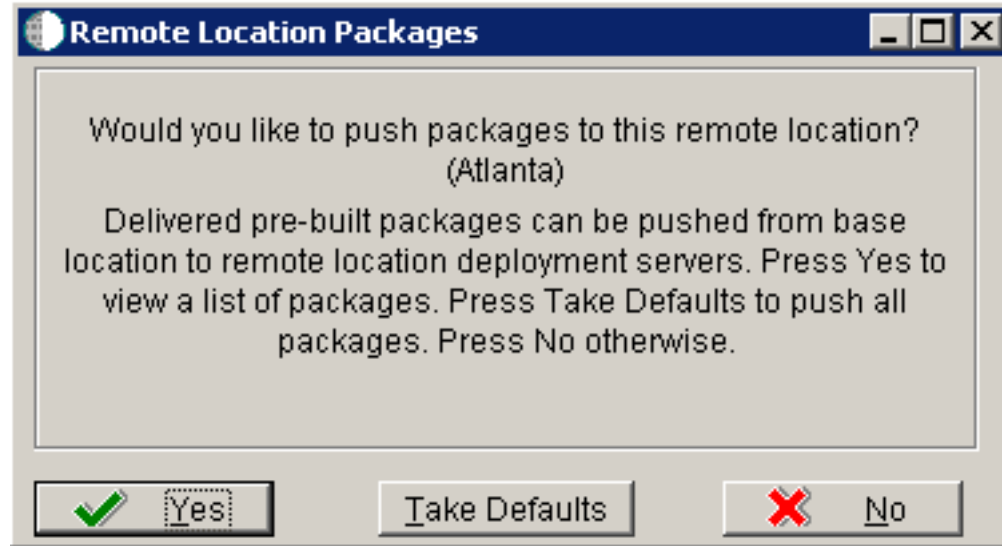 Remote Location Packages
Would you like to push packages to this remote location?
(Atlanta)
Delivered pre-built packages can be pushed from base
location to remote location deployment servers. Press Yes to
view a list of packages. Press Take Defaults to push all
packages. Press No otherwise.
Yes
Take Defaults
No